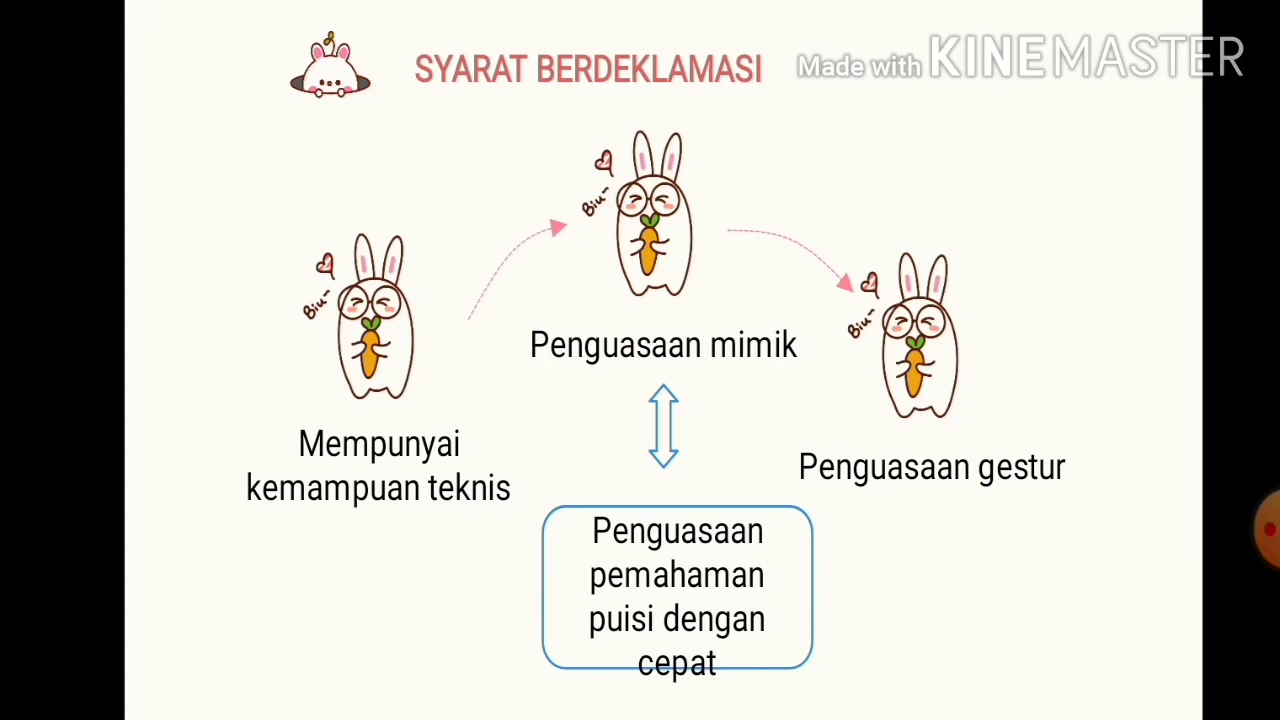 SYARAT BERDEKLAMASI
Made with KINEMASTER
Biu~
Penguasaan mimik
Biu~
Mempunyai
kemampuan teknis
Biu~
Penguasaan gestur
Penguasaan
pemahaman
puisi dengan
cepat